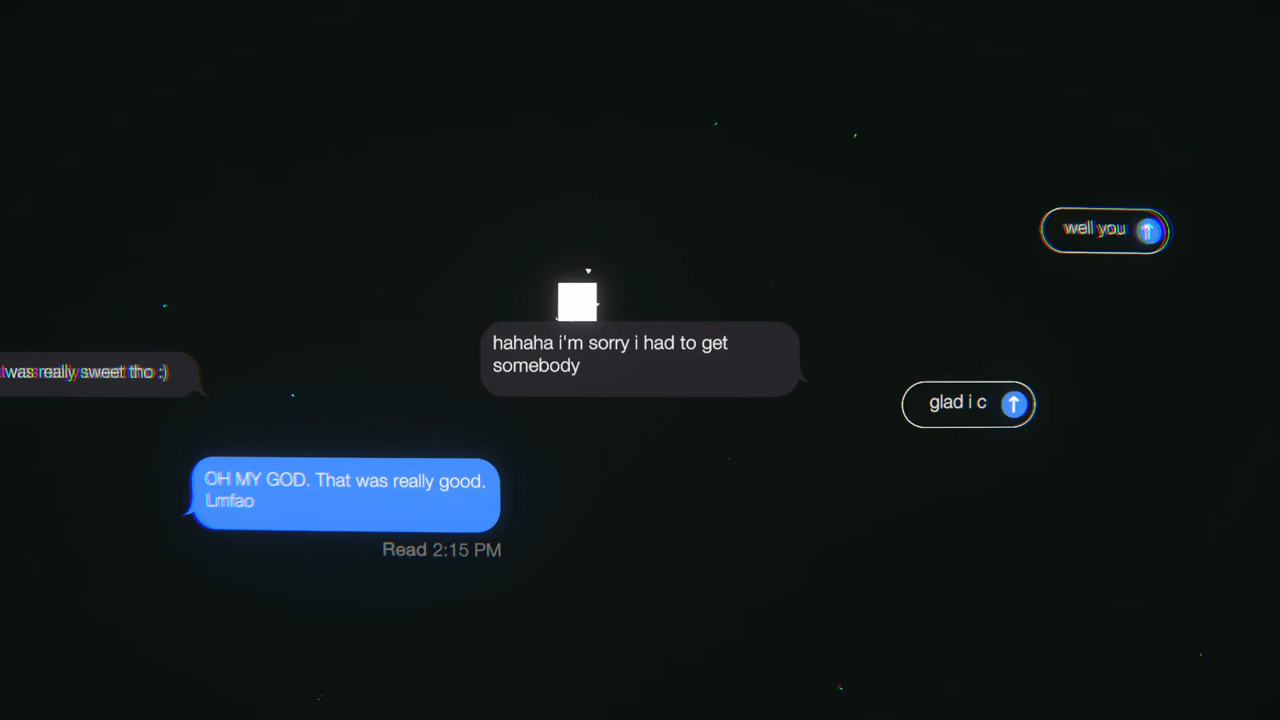 well you
hahaha i'm sorry i had to get
somebody
was really sweet tho :)
glad i c
OH MY GOD. That was really good.
Lmfao
Read 2:15 PM